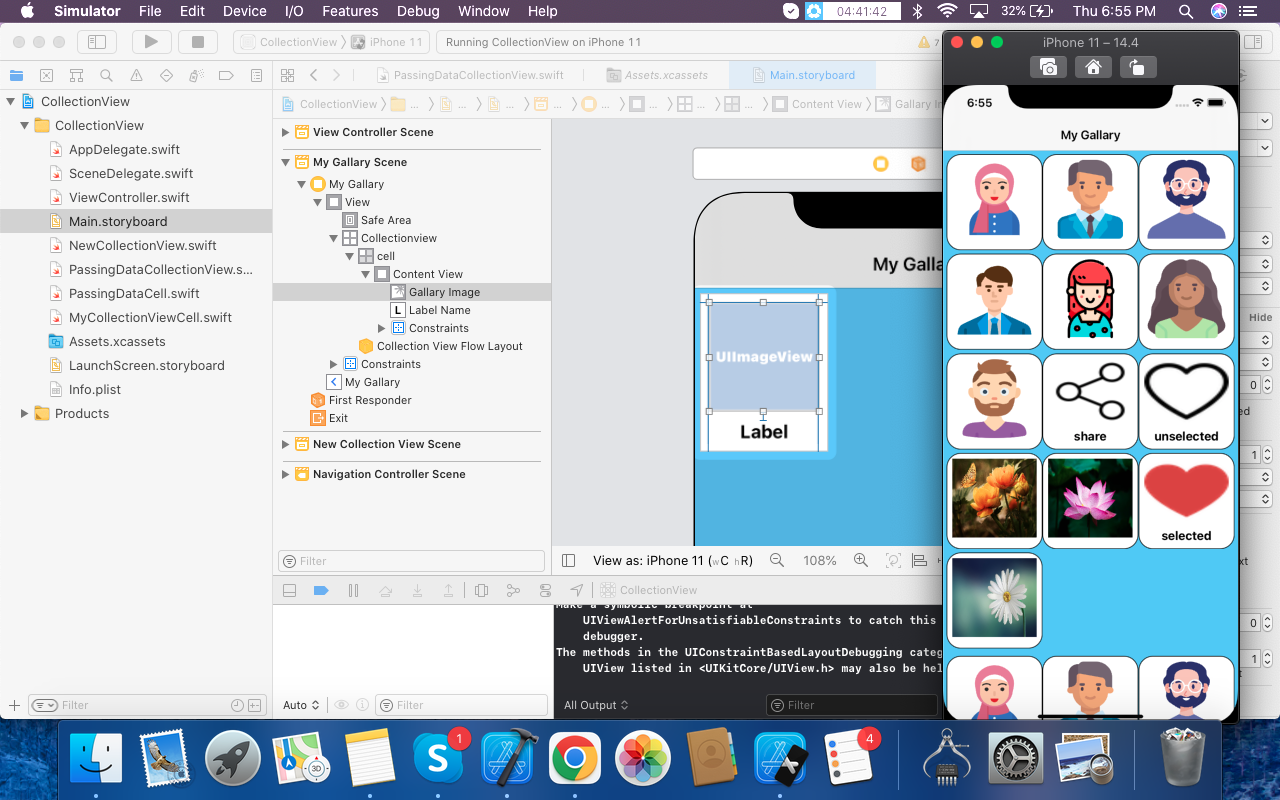 Simulator File Edit Device I/O Features Debug Window Help 04:41:42 32% Thu 6:55 PM
CollectionView iPhone 11 Running CollectionView on iPhone 11 7
PassingDataCollectionView.swift Assets.xcassets Main.storyboard
CollectionView ... ... ... ... ... ... ... ... Content View Gallary Im
CollectionView
CollectionView
AppDelegate.swift
SceneDelegate.swift
ViewController.swift
Main.storyboard
NewCollectionView.swift
PassingDataCollectionView.s...
PassingDataCell.swift
MyCollectionViewCell.swift
Assets.xcassets
LaunchScreen.storyboard
Info.plist
Products
Filter
View Controller Scene
My Gallary Scene
My Gallary
View
Safe Area
Collectionview
cell
Content View
Gallary Image
L Label Name
Constraints
Collection View Flow Layout
Constraints
My Gallary
First Responder
Exit
New Collection View Scene
Navigation Controller Scene
Filter
My Galla
UIImageView
Label
View as: iPhone 11 (wC hR) 108%
CollectionView
Make a symbolic breakpoint at
UIViewAlertForUnsatisfiableConstraints to catch this
debugger.
The methods in the UIConstraintBasedLayoutDebugging categ
UIView listed in <UIKitCore/UIView.h> may also be hel
Auto Filter
All Output Filter
iPhone 11 – 14.4
6:55
My Gallary
share unselected
selected
Hide
0
ed
1
xt
0
1
t
1
3D
4